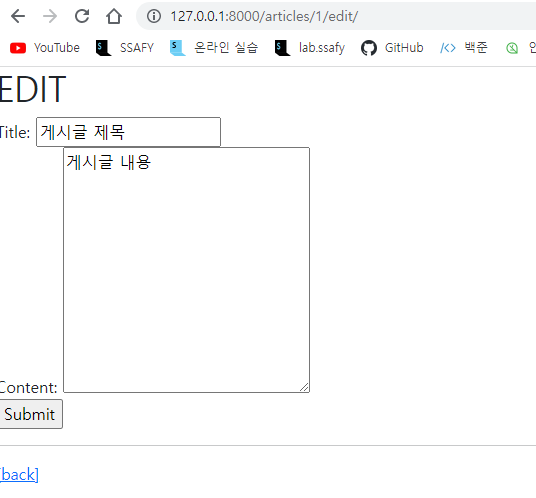 127.0.0.1:8000/articles/1/edit/
YouTube SSAFY 온라인 실습 lab.ssafy GitHub 백준
EDIT
Title: 게시글 제목
게시글 내용
Content:
Submit
[back]